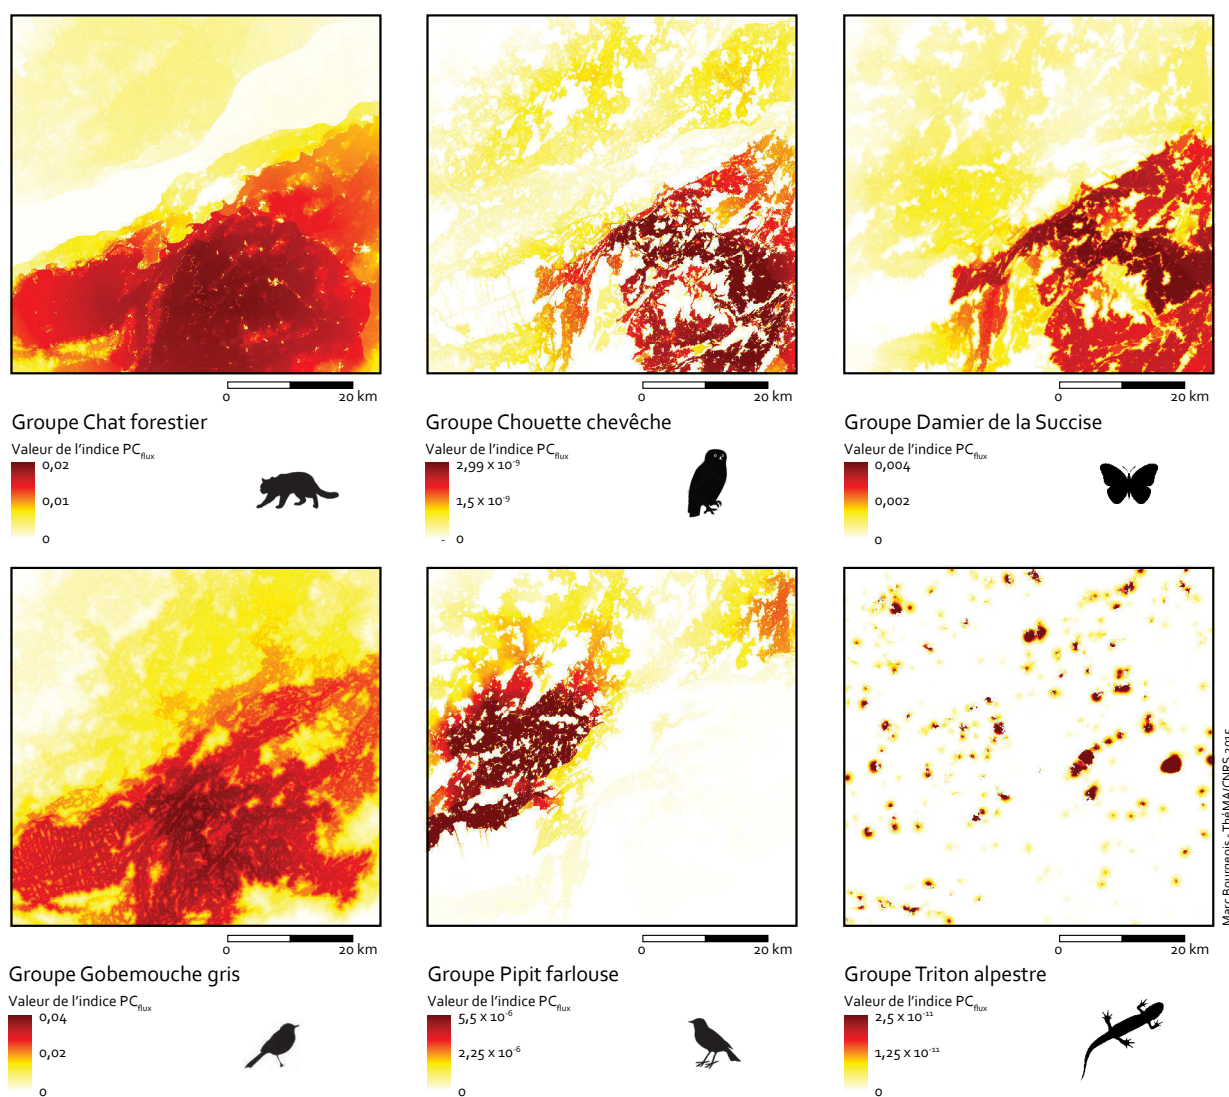 0 20 km
0 20 km
0 20 km
Groupe Chat forestier
Valeur de l'indice PCflux
0,02
0,01
0
Groupe Chouette chevêche
Valeur de l'indice PCflux
2,99 x 10-9
1,5 x 10-9
- 0
Groupe Damier de la Succise
Valeur de l'indice PCflux
0,004
0,002
0
0 20 km
0 20 km
0 20 km
Groupe Gobemouche gris
Valeur de l'indice PCflux
0,04
0,02
0
Groupe Pipit farlouse
Valeur de l'indice PCflux
5,5 x 10-6
2,25 x 10-6
0
Groupe Triton alpestre
Valeur de l'indice PCflux
2,5 x 10-11
1,25 x 10-11
0
Marc Bourgeois - ThéMA/CNRS 2015